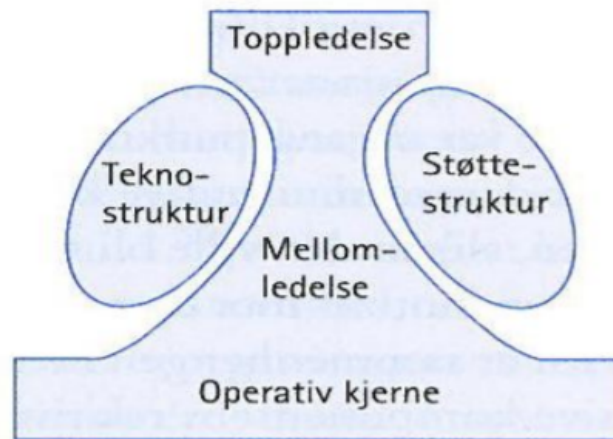 Toppledelse
Tekno-
struktur
Støtte-
struktur
Mellom-
ledelse
Operativ kjerne